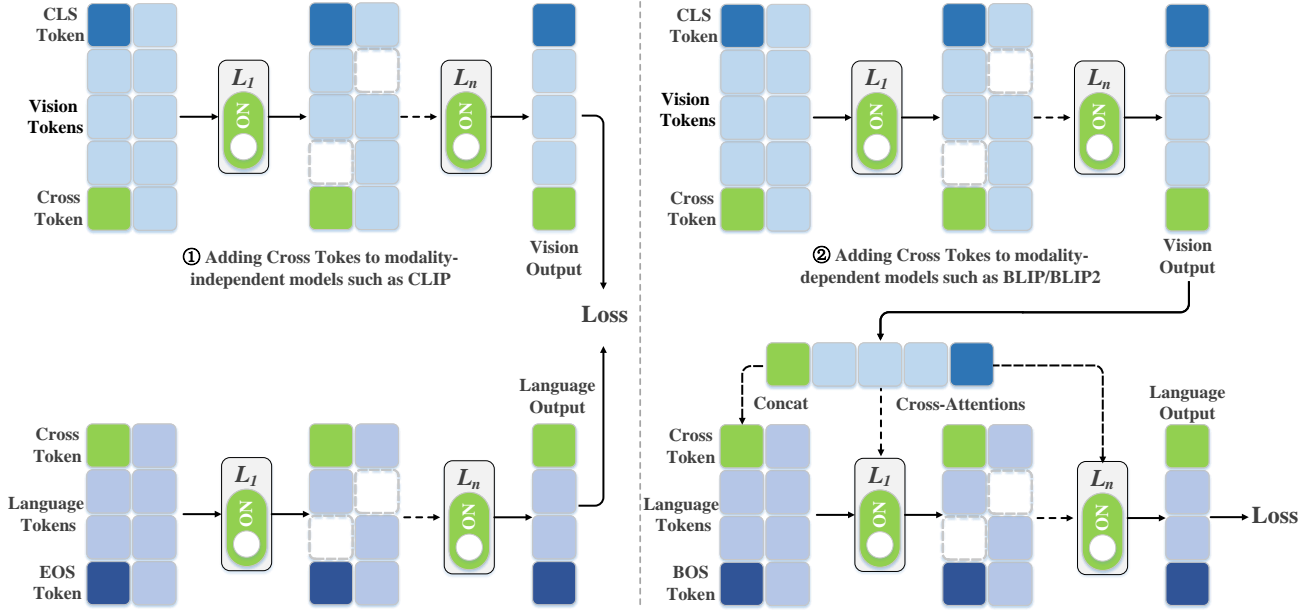 CLS
Token
Vision
Tokens
Cross
Token
L1
ON
Ln
ON
Vision
Output
① Adding Cross Tokes to modality-
independent models such as CLIP
Loss
Language
Output
Cross
Token
Language
Tokens
EOS
Token
L1
ON
Ln
ON
CLS
Token
Vision
Tokens
Cross
Token
L1
ON
Ln
ON
Vision
Output
② Adding Cross Tokes to modality-
dependent models such as BLIP/BLIP2
Concat
Cross-Attentions
Language
Output
Cross
Token
Language
Tokens
BOS
Token
L1
ON
Ln
ON
Loss